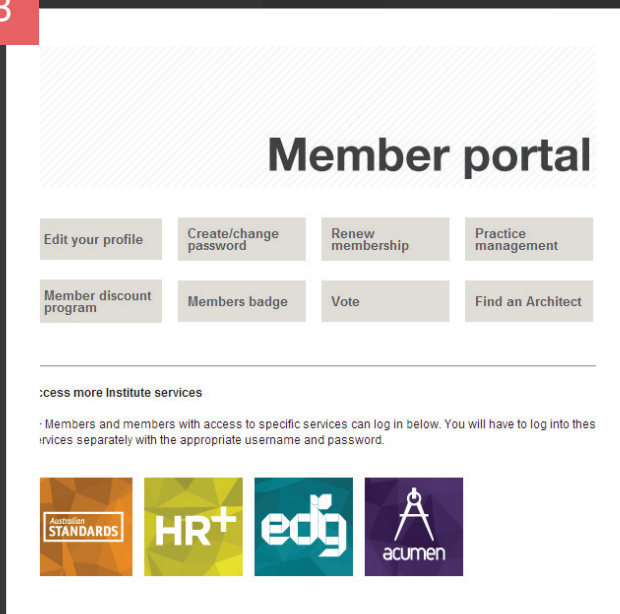 3
Member portal
Edit your profile
Create/change
password
Renew
membership
Practice
management
Member discount
program
Members badge
Vote
Find an Architect
ccess more Institute services
Members and members with access to specific services can log in below. You will have to log into thes
rvices separately with the appropriate username and password.
Australian
STANDARDS
HR+
edg
acumen